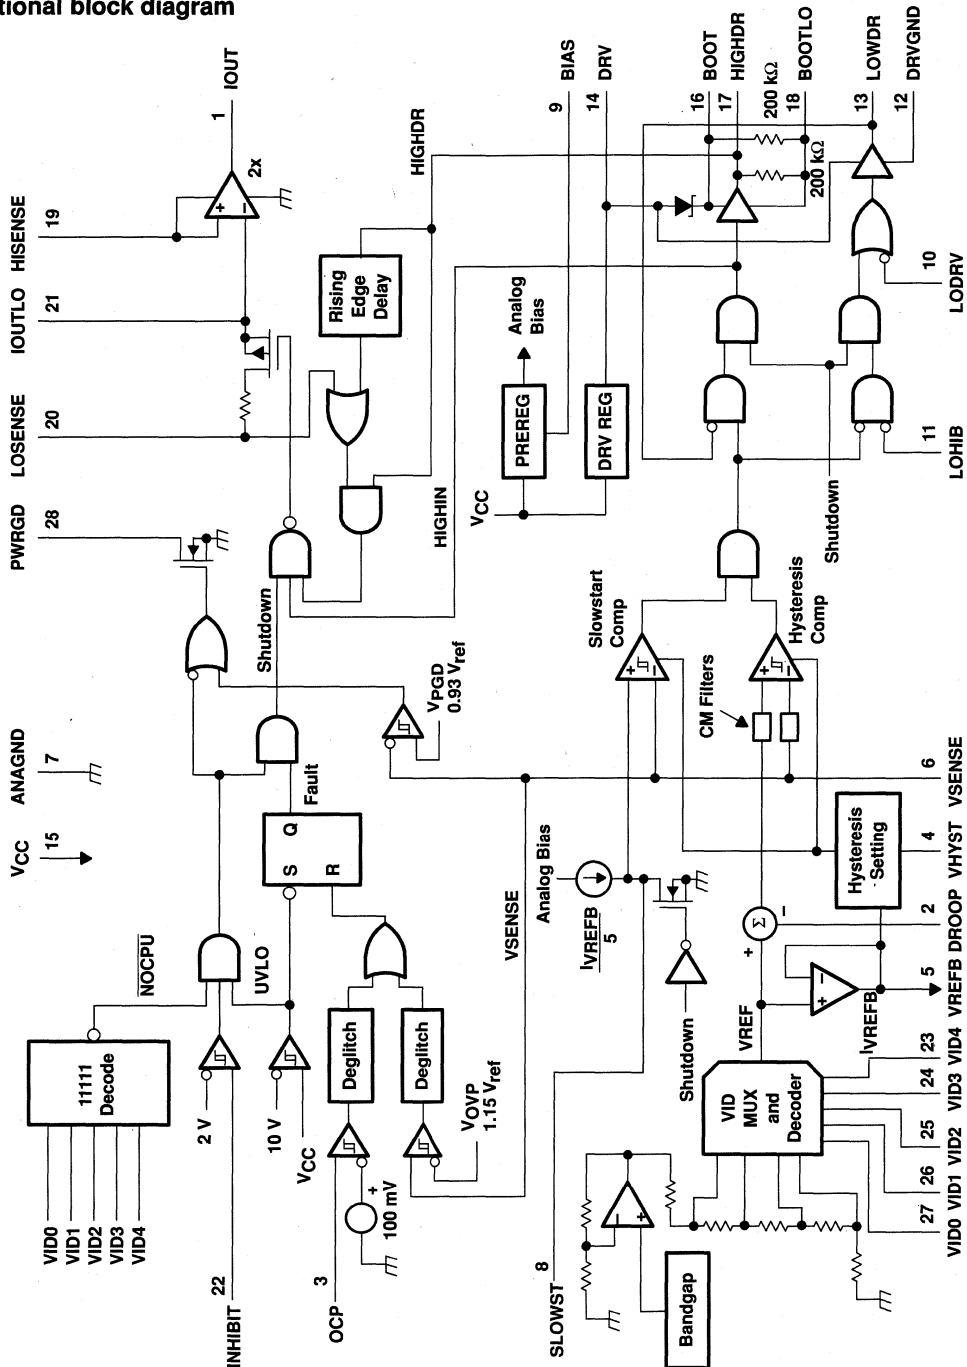 tional block diagram
19
HISENSE
21
IOUTLO
20
LOSENSE
28
PWRGD
7
ANAGND
15
VCC
1
IOUT
2x
+
−
HIGHDR
Rising
Edge
Delay
HIGHIN
Shutdown
VPGD
0.93 Vref
Fault
S Q
R
NOCPU
UVLO
11111
Decode
VID0
VID1
VID2
VID3
VID4
2 V
10 V
VCC
22
INHIBIT
3
OCP
+
100 mV
Deglitch
Deglitch
VOVP
1.15 Vref
VSENSE
9
BIAS
14
DRV
16
BOOT
17
HIGHDR
200 kΩ
18
BOOTLO
200 kΩ
13
LOWDR
12
DRVGND
Analog
Bias
PREREG
DRV REG
VCC
10
LODRV
11
LOHIB
Shutdown
Slowstart
Comp
+
−
Hysteresis
Comp
+
−
CM Filters
Analog Bias
IVREFB
5
Shutdown
8
SLOWST
Σ
+
−
VREF
+
−
IVREFB
Hysteresis
Setting
VID
MUX
and
Decoder
−
+
Bandgap
6
VSENSE
4
VHYST
2
DROOP
5
VREFB
23
VID4
24
VID3
25
VID2
26
VID1
27
VID0